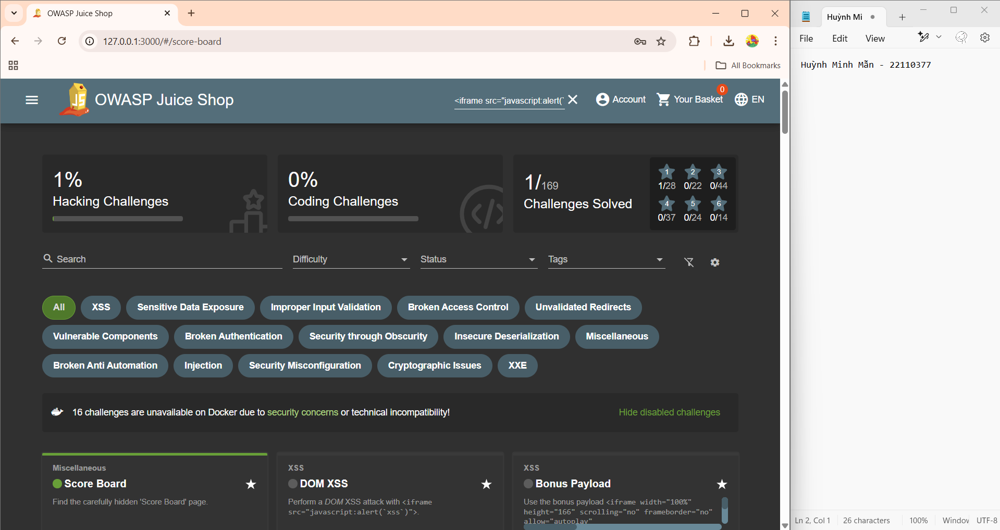 OWASP Juice Shop
127.0.0.1:3000/#/score-board
All Bookmarks
OWASP Juice Shop
<iframe src="javascript:alert(`
Account
0
Your Basket
EN
1%
Hacking Challenges
0%
Coding Challenges
1/169
Challenges Solved
1 2 3
1/28 0/22 0/44
4 5 6
0/37 0/24 0/14
Search
Difficulty
Status
Tags
All XSS Sensitive Data Exposure Improper Input Validation Broken Access Control Unvalidated Redirects
Vulnerable Components Broken Authentication Security through Obscurity Insecure Deserialization Miscellaneous
Broken Anti Automation Injection Security Misconfiguration Cryptographic Issues XXE
16 challenges are unavailable on Docker due to security concerns or technical incompatibility!
Hide disabled challenges
Miscellaneous
Score Board
Find the carefully hidden 'Score Board' page.
XSS
DOM XSS
Perform a DOM XSS attack with <iframe
src="javascript:alert(`xss`)">.
XSS
Bonus Payload
Use the bonus payload <iframe width="100%"
height="166" scrolling="no" frameborder="no"
allow="autoplay"
Huỳnh Mi
File Edit View
Huỳnh Minh Mẫn - 22110377
Ln 2, Col 1 26 characters 100% Window UTF-8